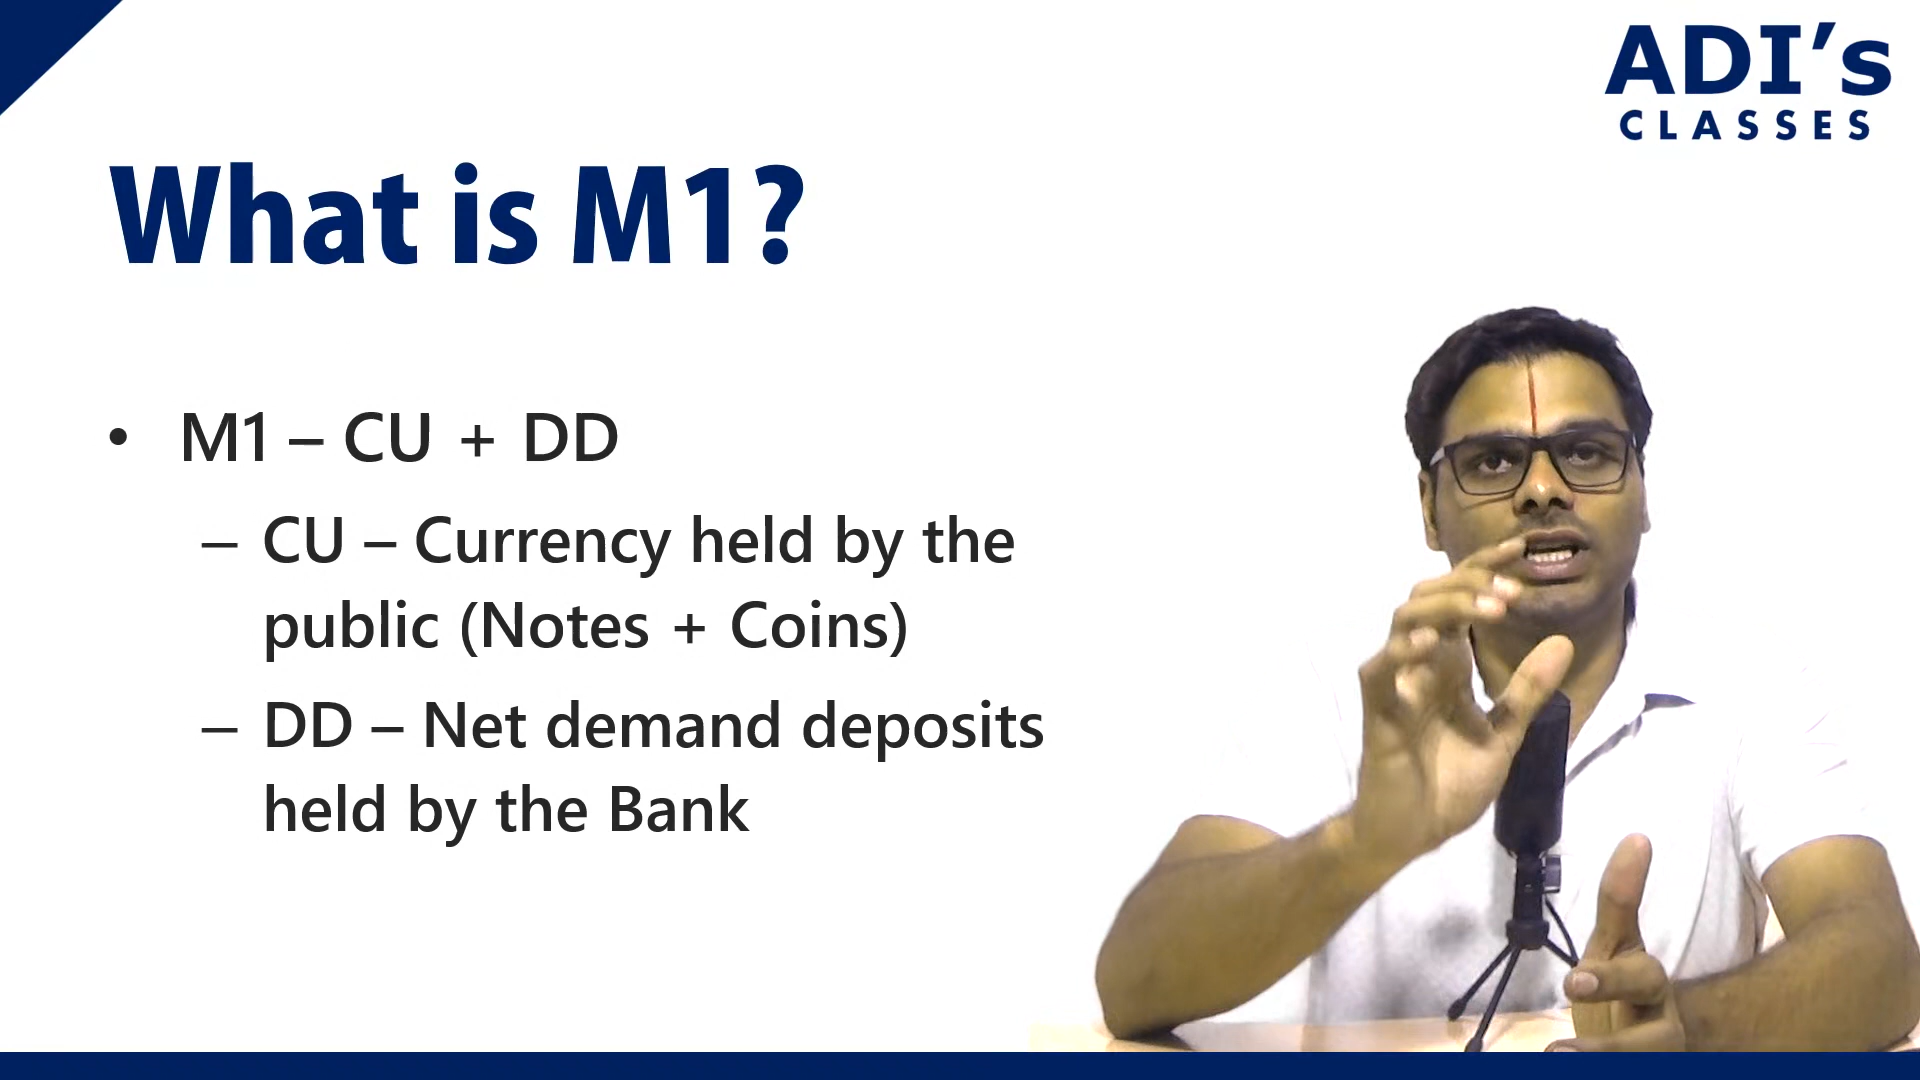 ADI's
CLASSES
What is M1?
• M1 – CU + DD
– CU – Currency held by the
public (Notes + Coins)
– DD – Net demand deposits
held by the Bank